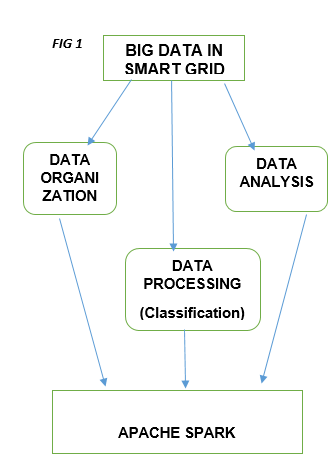 FIG 1
BIG DATA IN
SMART GRID
DATA
ORGANI
ZATION
DATA
ANALYSIS
DATA
PROCESSING
(Classification)
APACHE SPARK